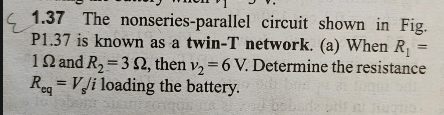 1.37 The nonseries-parallel circuit shown in Fig.
P1.37 is known as a twin-T network. (a) When R₁ =
1 Ω and R₂ = 3 Ω, then v₂ = 6 V. Determine the resistance
Req = Vs/i loading the battery.